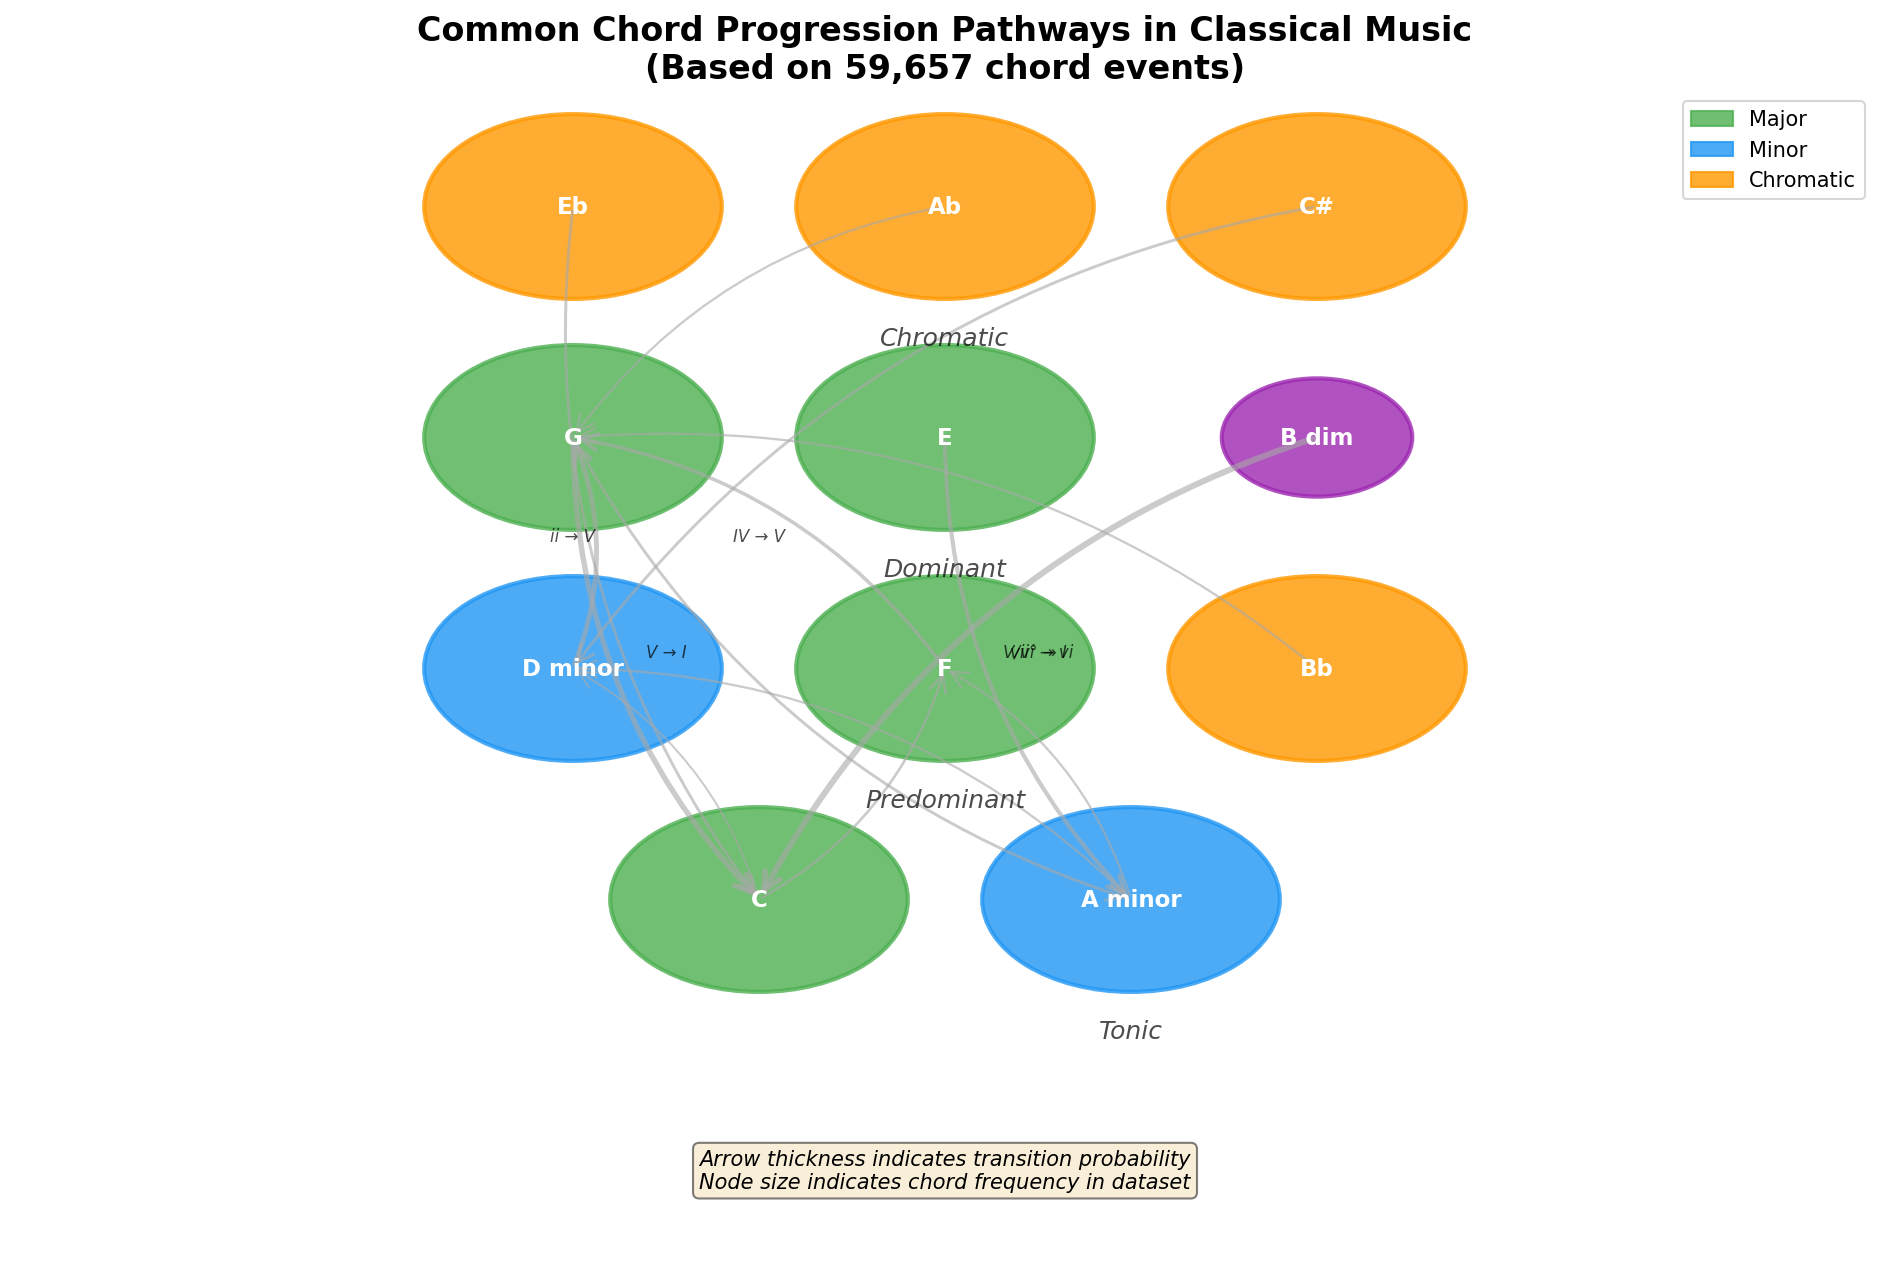 Common Chord Progression Pathways in Classical Music
(Based on 59,657 chord events)
Major
Minor
Chromatic
Eb
Ab
C#
Chromatic
G
E
B dim
ii → V
IV → V
Dominant
V → I
D minor
F
Bb
Predominant
C
A minor
Tonic
Arrow thickness indicates transition probability
Node size indicates chord frequency in dataset